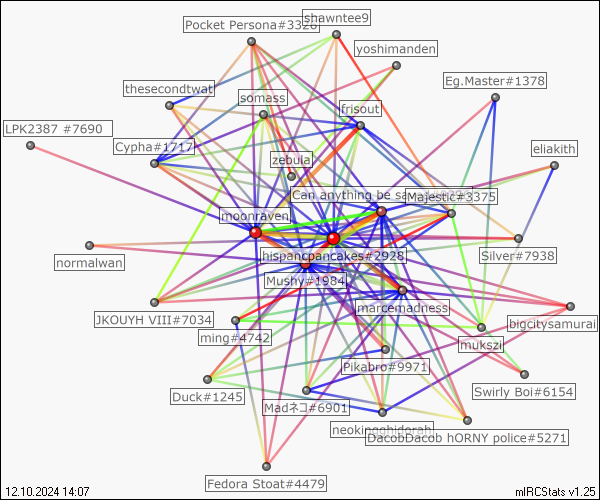 shawntee9
Pocket Persona#3326
yoshimanden
Eg.Master#1378
thesecondtwat
somass
frisout
LPK2387 #7690
Cypha#1717
eliakith
zebula
Can anything be sa
Majestic#3375
moonraven
hispancpancakes#2928
Silver#7938
normalwan
Mushy#1984
marcemadness
JKOUYH VIII#7034
bigcitysamurai
ming#4742
mukszii
Pikabro#9971
Duck#1245
Swirly Boi#6154
Madネコ#6901
neokingghidorah
DacobDacob hORNY police#5271
Fedora Stoat#4479
12.10.2024 14:07
mIRCStats v1.25